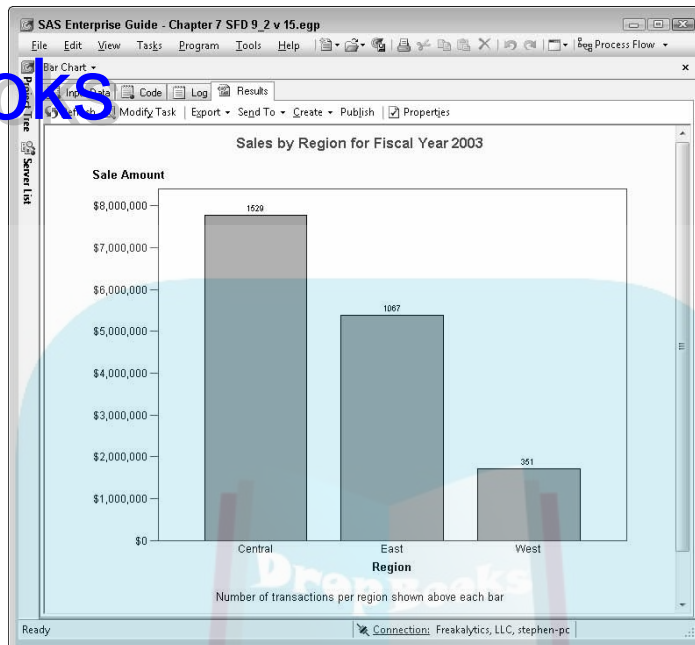 SAS Enterprise Guide - Chapter 7 SFD 9_2 v 15.egp
File Edit View Tasks Program Tools Help Process Flow
Bar Chart
oks
Input Data Code Log Results
Refresh Modify Task Export Send To Create Publish Properties
Project Tree
Server List
Sales by Region for Fiscal Year 2003
Sale Amount
$8,000,000
1529
$7,000,000
$6,000,000
1067
$5,000,000
$4,000,000
$3,000,000
$2,000,000
351
$1,000,000
$0
Central East West
Region
DropBooks
Number of transactions per region shown above each bar
Ready Connection: Freakalytics, LLC, stephen-pc